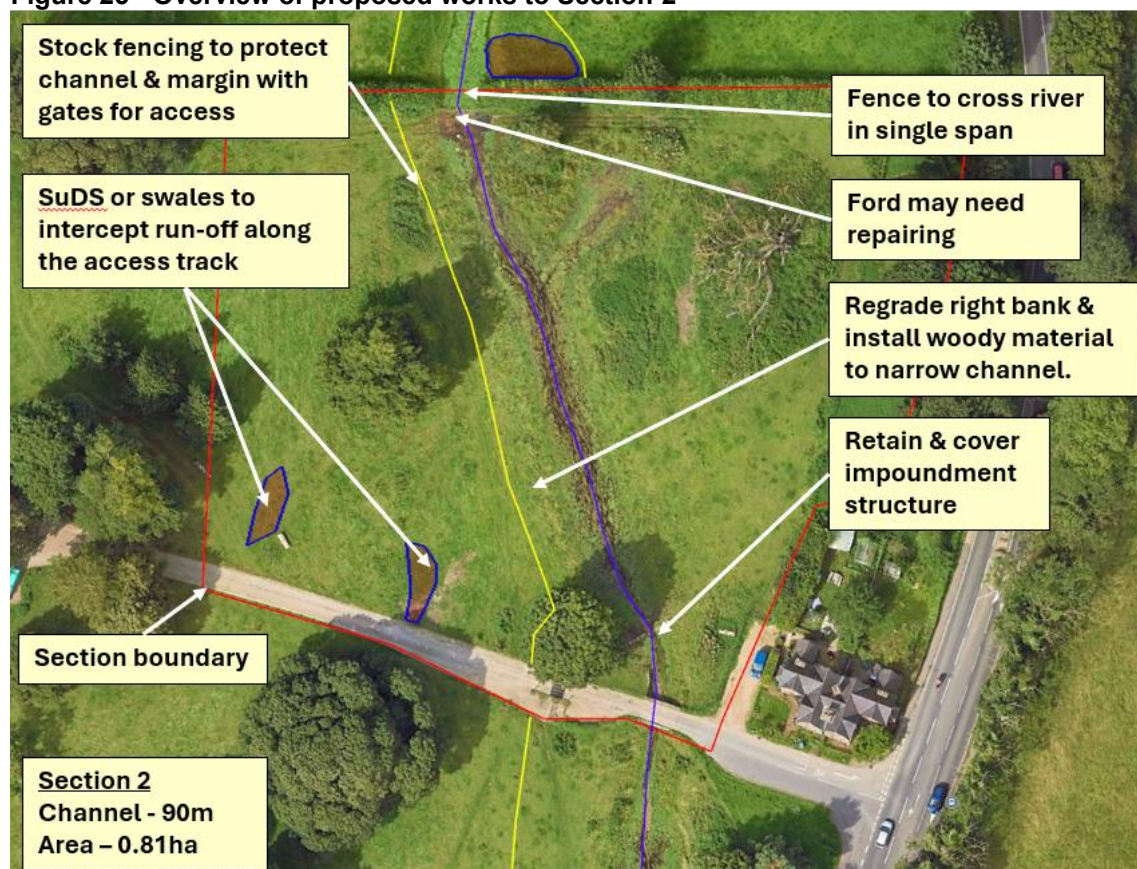 Figure 20 - Overview of proposed works to Section 2
Stock fencing to protect
channel & margin with
gates for access
SuDS or swales to
intercept run-off along
the access track
Fence to cross river
in single span
Ford may need
repairing
Regrade right bank &
install woody material
to narrow channel.
Retain & cover
impoundment
structure
Section boundary
Section 2
Channel - 90m
Area – 0.81ha